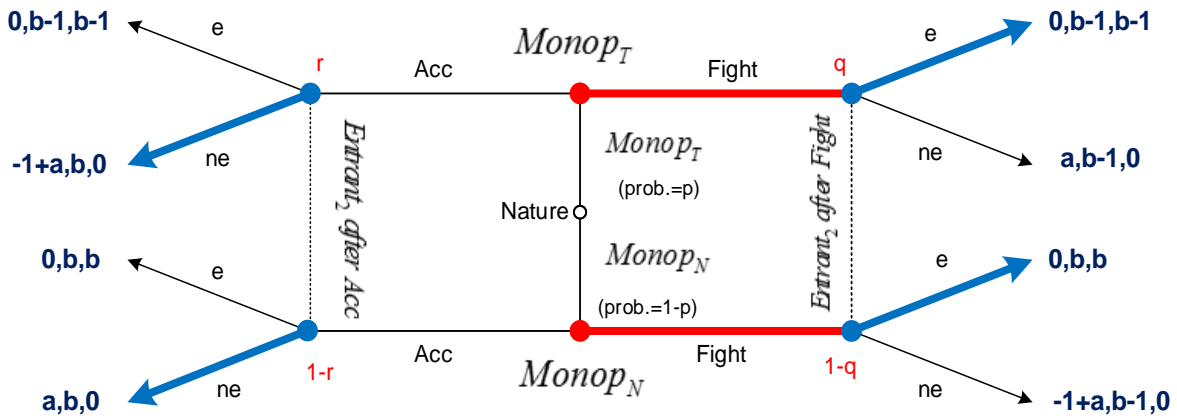 0,b-1,b-1
e
r
Acc
Monop_T
Fight
q
e
0,b-1,b-1
-1+a,b,0
ne
Entrant_2 after Acc
Monop_T
(prob.=p)
Nature
Entrant_2 after Fight
ne
a,b-1,0
0,b,b
e
Monop_N
(prob.=1-p)
e
0,b,b
a,b,0
ne
1-r
Acc
Monop_N
Fight
1-q
ne
-1+a,b-1,0